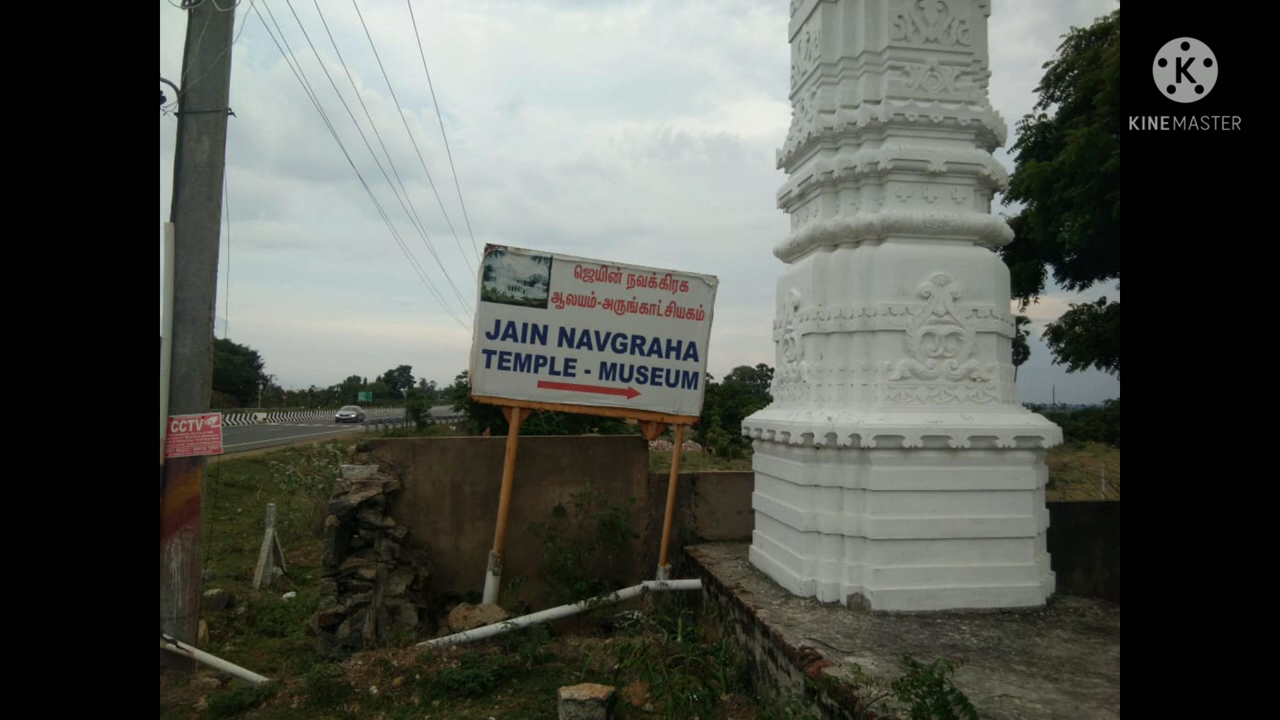 ஜெயின் நவக்கிரக
ஆலயம்-அருங்காட்சியகம்
JAIN NAVGRAHA
TEMPLE - MUSEUM
CCTV
K
KINEMASTER